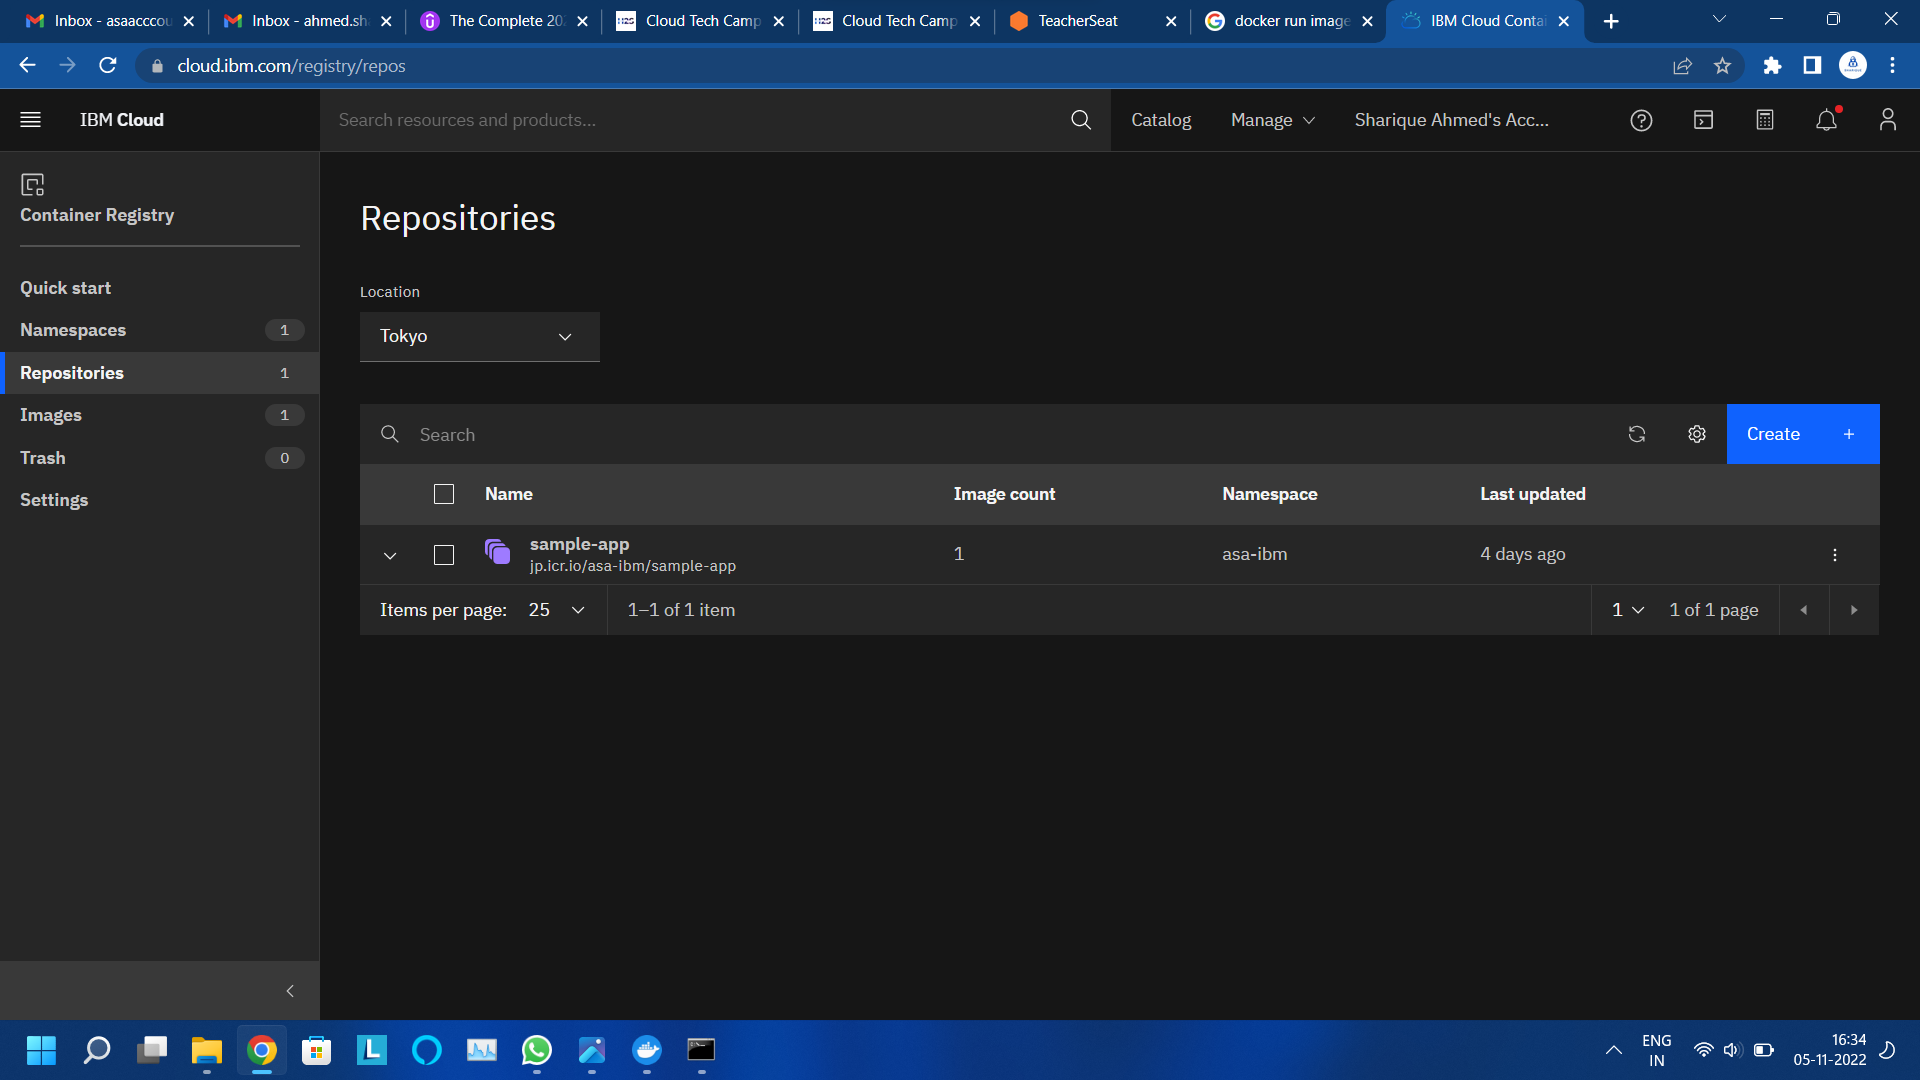 Inbox - asaacccou
Inbox - ahmed.sha
The Complete 202
Cloud Tech Camp
Cloud Tech Camp
TeacherSeat
docker run image
IBM Cloud Contai
cloud.ibm.com/registry/repos
IBM Cloud
Search resources and products...
Catalog
Manage
Sharique Ahmed's Acc...
Container Registry
Quick start
Namespaces 1
Repositories 1
Images 1
Trash 0
Settings
Repositories
Location
Tokyo
Search
Create +
Name Image count Namespace Last updated
sample-app 1 asa-ibm 4 days ago
jp.icr.io/asa-ibm/sample-app
Items per page: 25 1–1 of 1 item 1 1 of 1 page
ENG
IN
16:34
05-11-2022